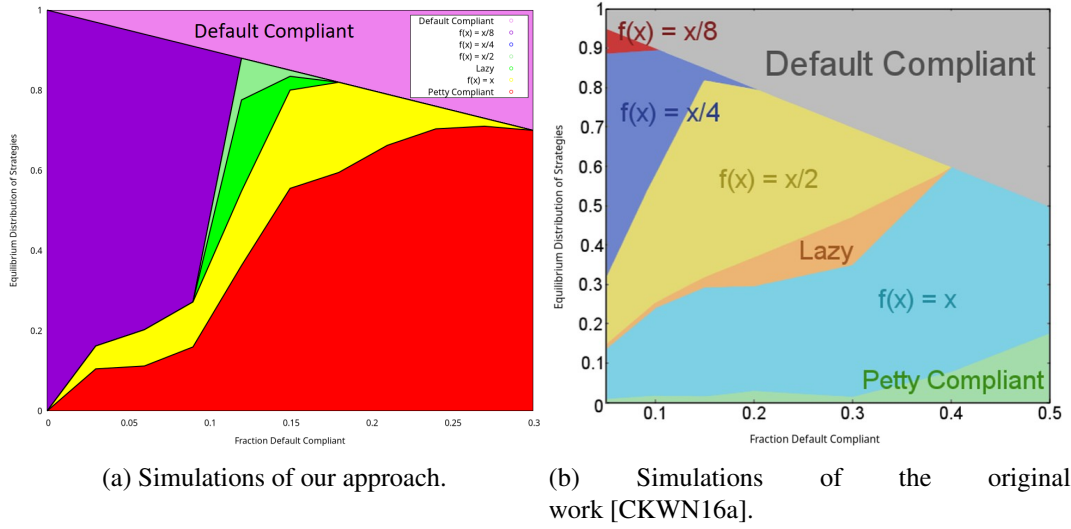 Default Compliant
Default Compliant
f(x) = x/8
f(x) = x/4
f(x) = x/2
Lazy
f(x) = x
Petty Compliant
1
0.8
0.6
0.4
0.2
0
0
0.05
0.1
0.15
0.2
0.25
0.3
Equilibrium Distribution of Strategies
Fraction Default Compliant
(a) Simulations of our approach.
1
0.9
0.8
0.7
0.6
0.5
0.4
0.3
0.2
0.1
0
0.1
0.2
0.3
0.4
0.5
f(x) = x/8
Default Compliant
f(x) = x/4
f(x) = x/2
Lazy
f(x) = x
Petty Compliant
Equilibrium Distribution of Strategies
Fraction Default Compliant
(b) Simulations of the original
work [CKWN16a].